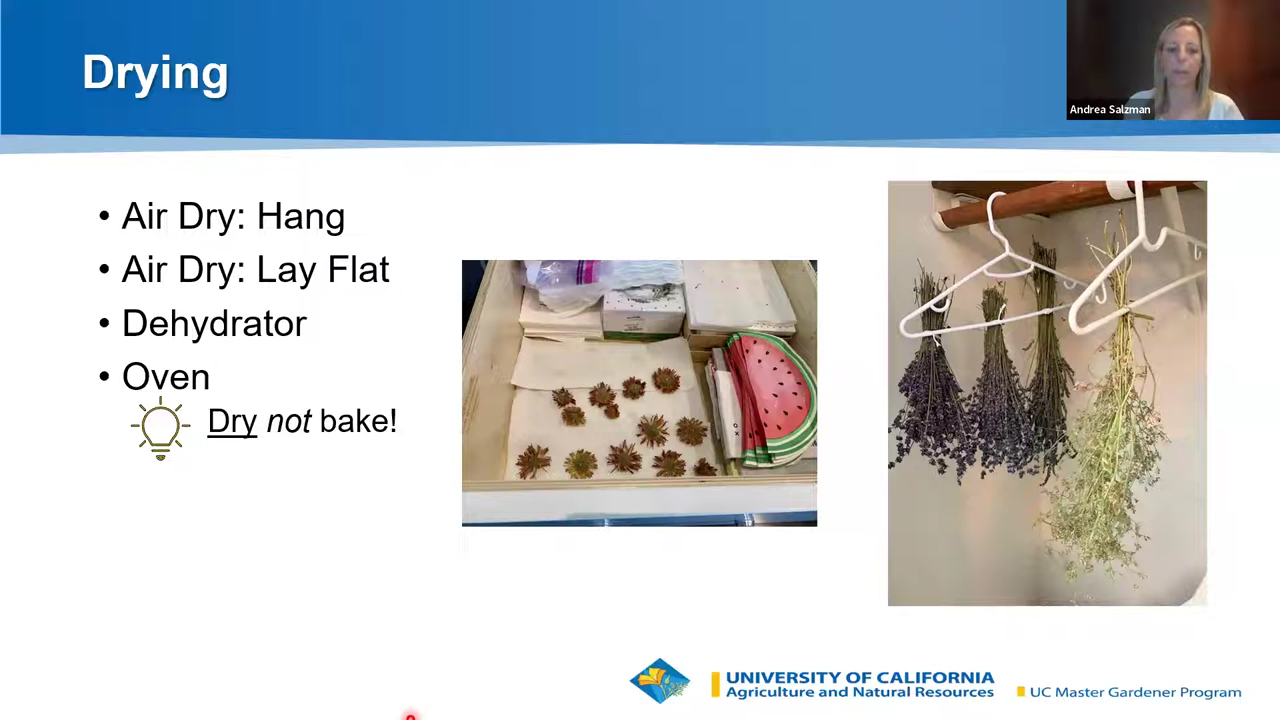 Drying
Andrea Salzman
• Air Dry: Hang
• Air Dry: Lay Flat
• Dehydrator
• Oven
Dry not bake!
UNIVERSITY OF CALIFORNIA
Agriculture and Natural Resources
UC Master Gardener Program